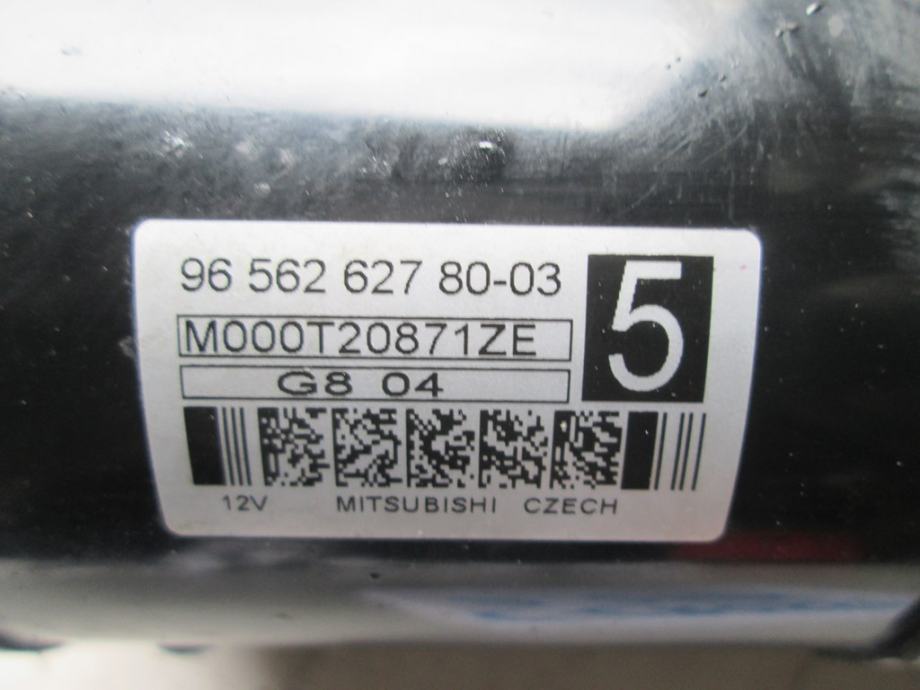 96 562 627 80-03
5
M000T20871ZE
G8 04
12V MITSUBISHI CZECH